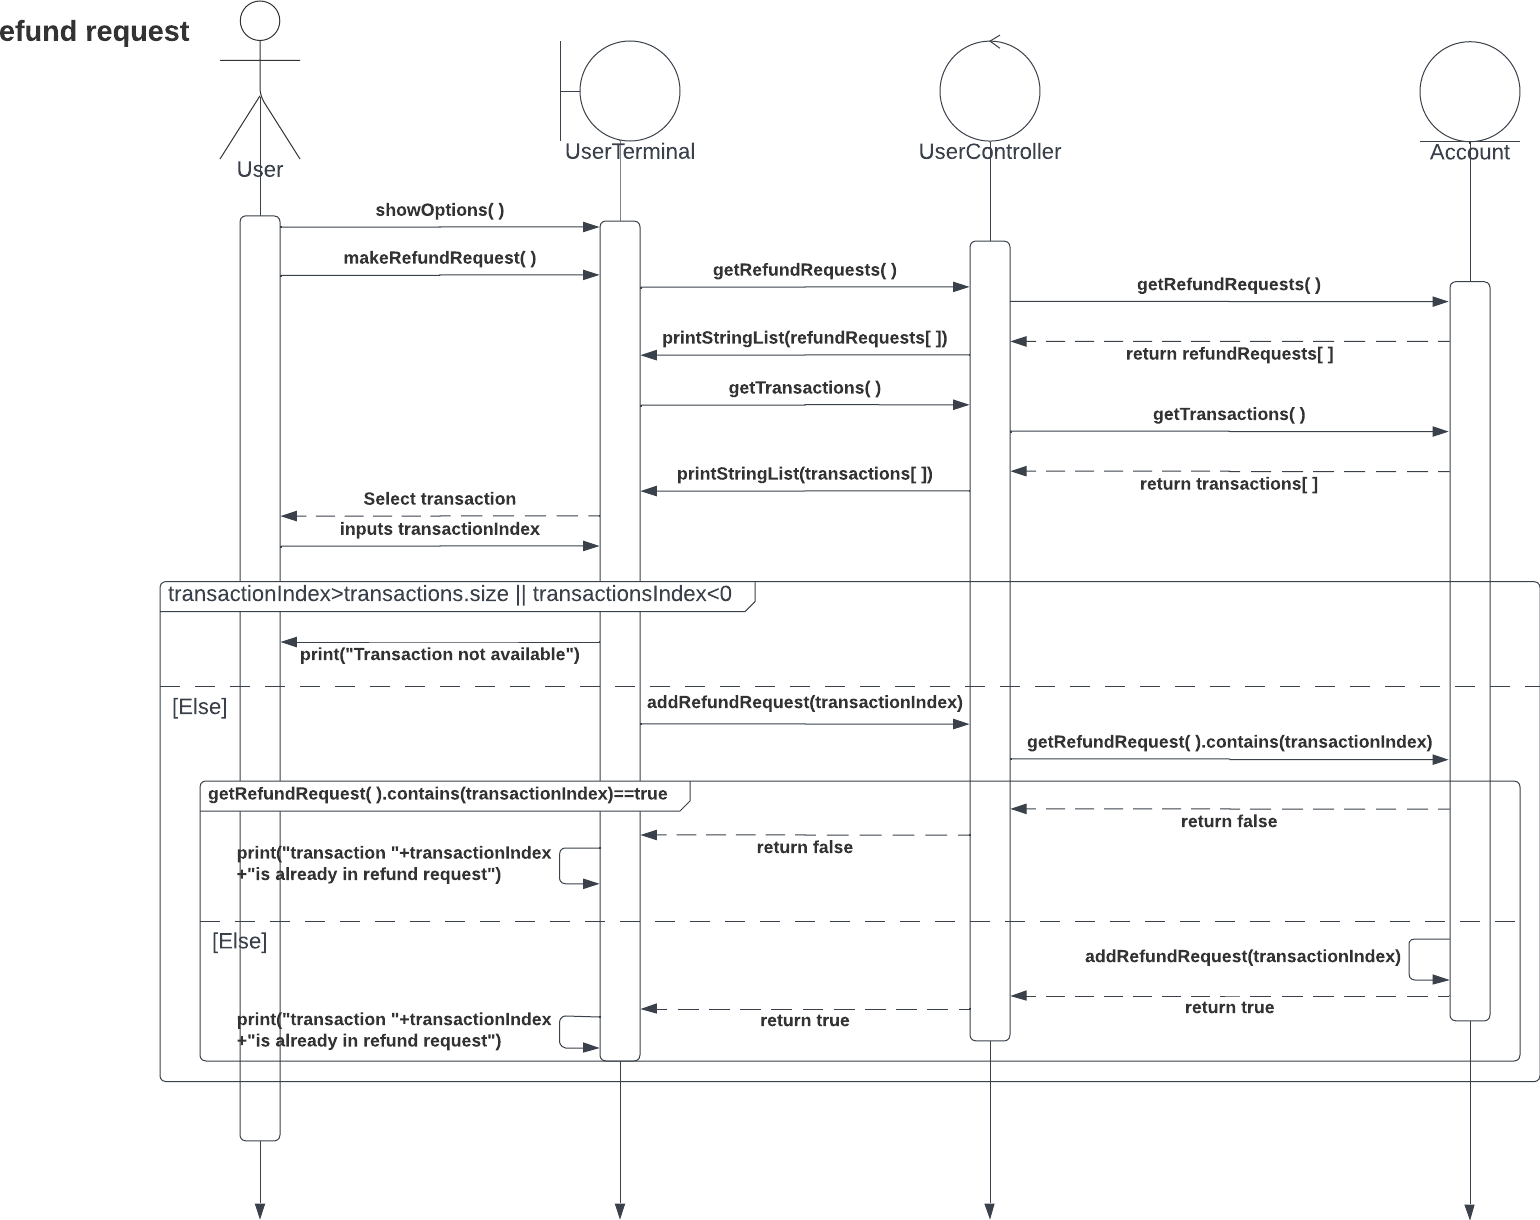 efund request
User
UserTerminal
UserController
Account
showOptions( )
makeRefundRequest( )
getRefundRequests( )
getRefundRequests( )
printStringList(refundRequests[ ])
return refundRequests[ ]
getTransactions( )
getTransactions( )
printStringList(transactions[ ])
return transactions[ ]
Select transaction
inputs transactionIndex
transactionIndex>transactions.size || transactionsIndex<0
print("Transaction not available")
[Else]
addRefundRequest(transactionIndex)
getRefundRequest( ).contains(transactionIndex)
getRefundRequest( ).contains(transactionIndex)==true
return false
return false
print("transaction "+transactionIndex
+"is already in refund request")
[Else]
addRefundRequest(transactionIndex)
return true
return true
print("transaction "+transactionIndex
+"is already in refund request")